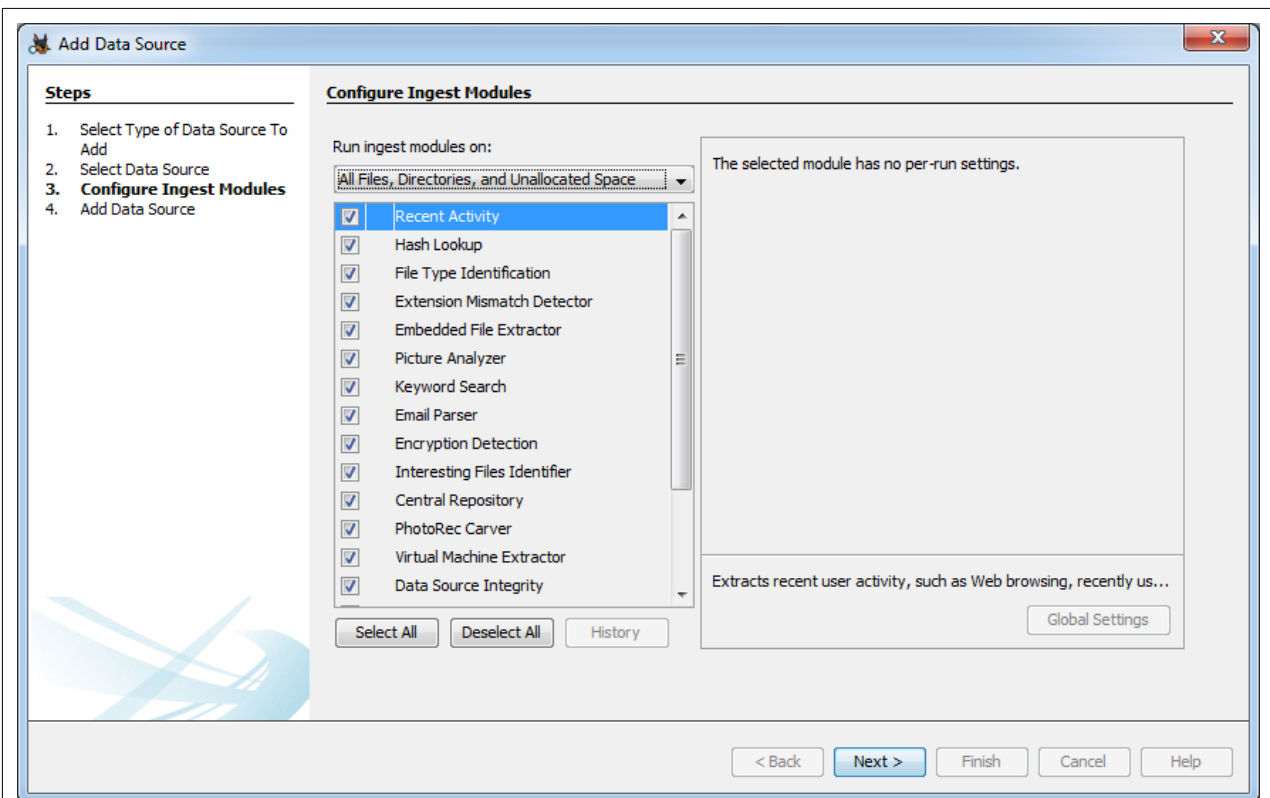 Add Data Source
Steps
1. Select Type of Data Source To
Add
2. Select Data Source
3. Configure Ingest Modules
4. Add Data Source
Configure Ingest Modules
Run ingest modules on:
All Files, Directories, and Unallocated Space
Recent Activity
Hash Lookup
File Type Identification
Extension Mismatch Detector
Embedded File Extractor
Picture Analyzer
Keyword Search
Email Parser
Encryption Detection
Interesting Files Identifier
Central Repository
PhotoRec Carver
Virtual Machine Extractor
Data Source Integrity
Select All Deselect All History
The selected module has no per-run settings.
Extracts recent user activity, such as Web browsing, recently us...
Global Settings
< Back Next > Finish Cancel Help